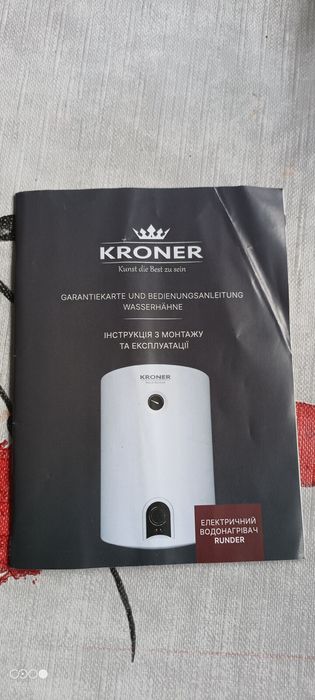 KRONER
Kunst die Best zu sein
GARANTIEKARTE UND BEDIENUNGSANLEITUNG
WASSERHÄHNE
ІНСТРУКЦІЯ З МОНТАЖУ
ТА ЕКСПЛУАТАЦІЇ
KRONER
ЕЛЕКТРИЧНИЙ
ВОДОНАГРІВАЧ
RUNDER